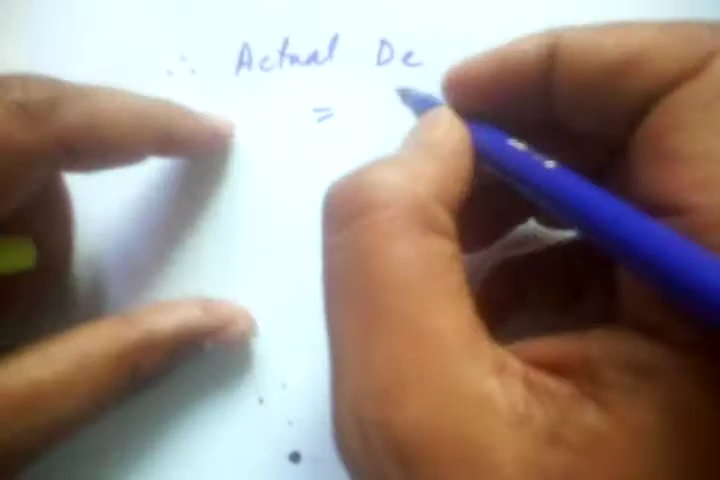 ∴ Actual De
=